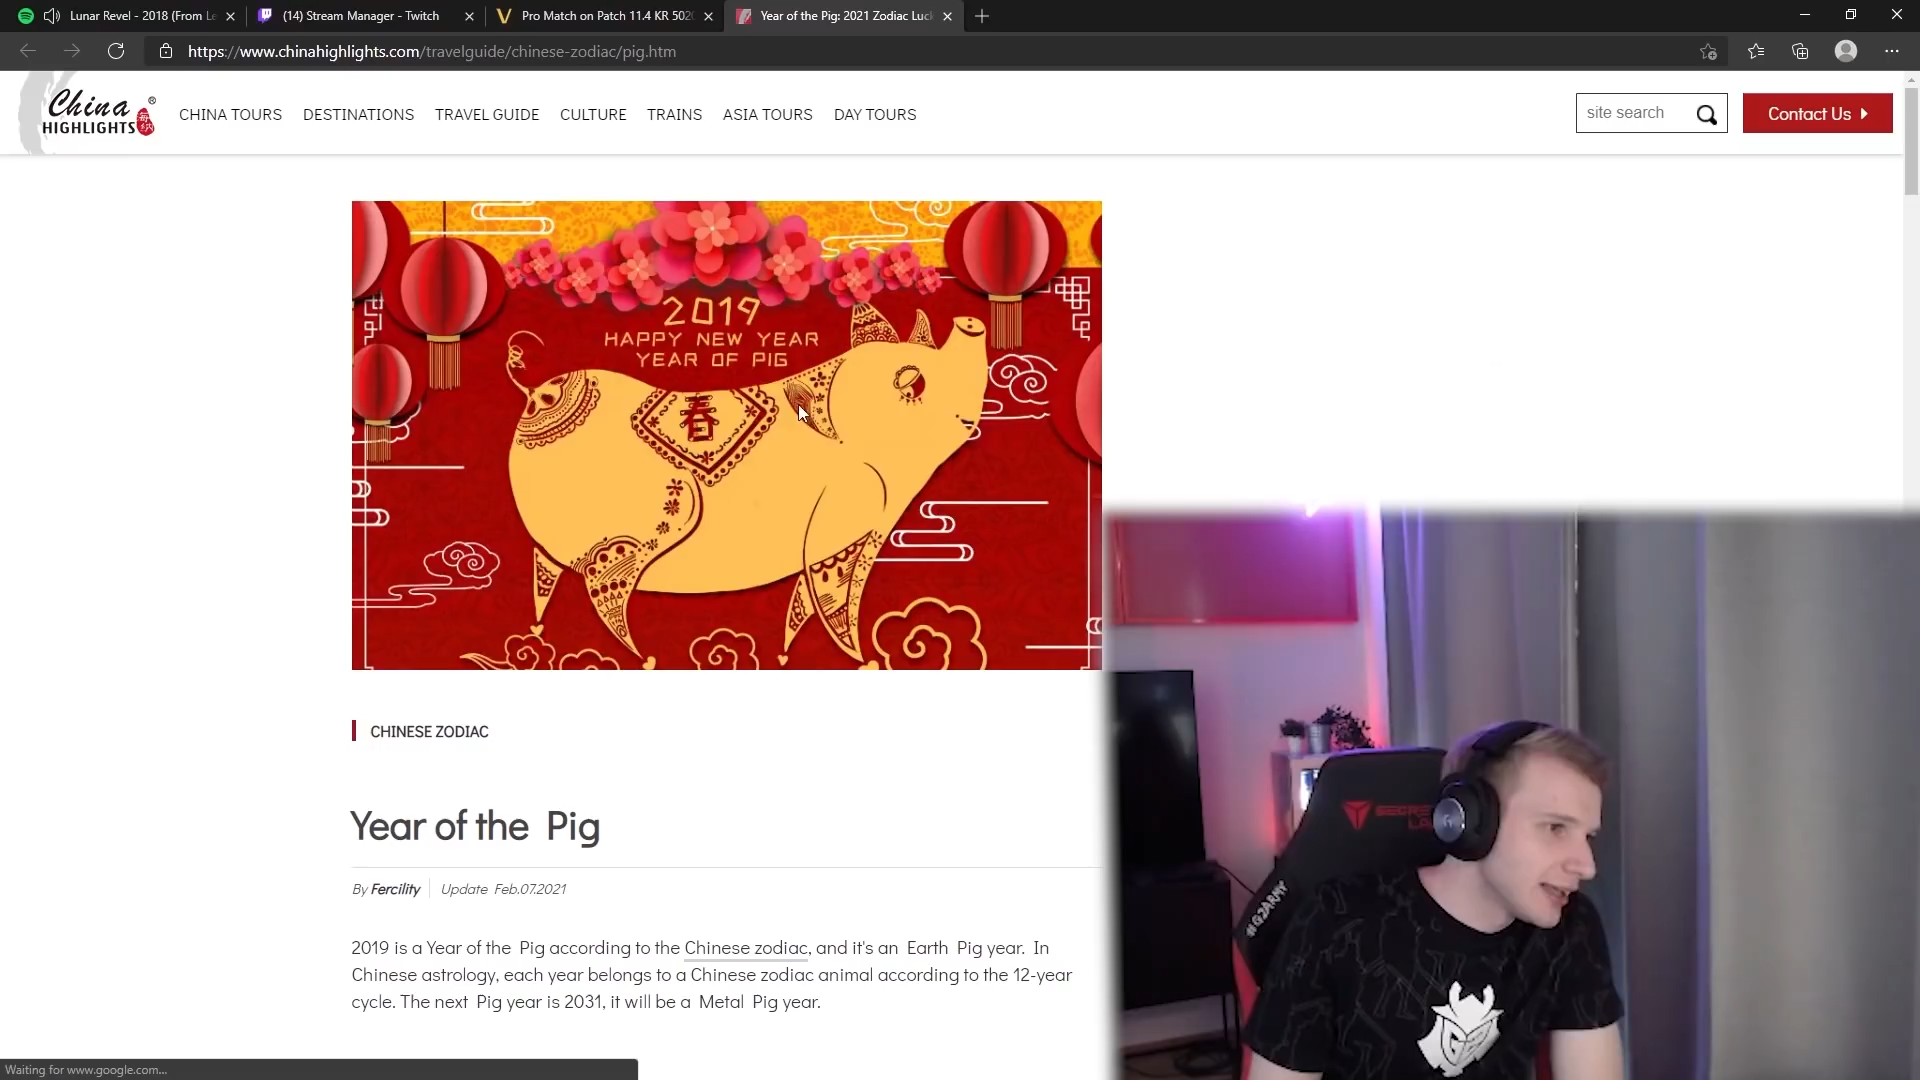 Lunar Revel - 2018 (From Le
(14) Stream Manager - Twitch
Pro Match on Patch 11.4 KR 502
Year of the Pig: 2021 Zodiac Luck
https://www.chinahighlights.com/travelguide/chinese-zodiac/pig.htm
China ®
HIGHLIGHTS
CHINA TOURS
DESTINATIONS
TRAVEL GUIDE
CULTURE
TRAINS
ASIA TOURS
DAY TOURS
site search
Contact Us
2019
HAPPY NEW YEAR
YEAR OF PIG
春
CHINESE ZODIAC
Year of the Pig
By Fercility
Update Feb.07.2021
2019 is a Year of the Pig according to the Chinese zodiac, and it's an Earth Pig year. In
Chinese astrology, each year belongs to a Chinese zodiac animal according to the 12-year
cycle. The next Pig year is 2031, it will be a Metal Pig year.
#G2ARMY
Waiting for www.google.com...